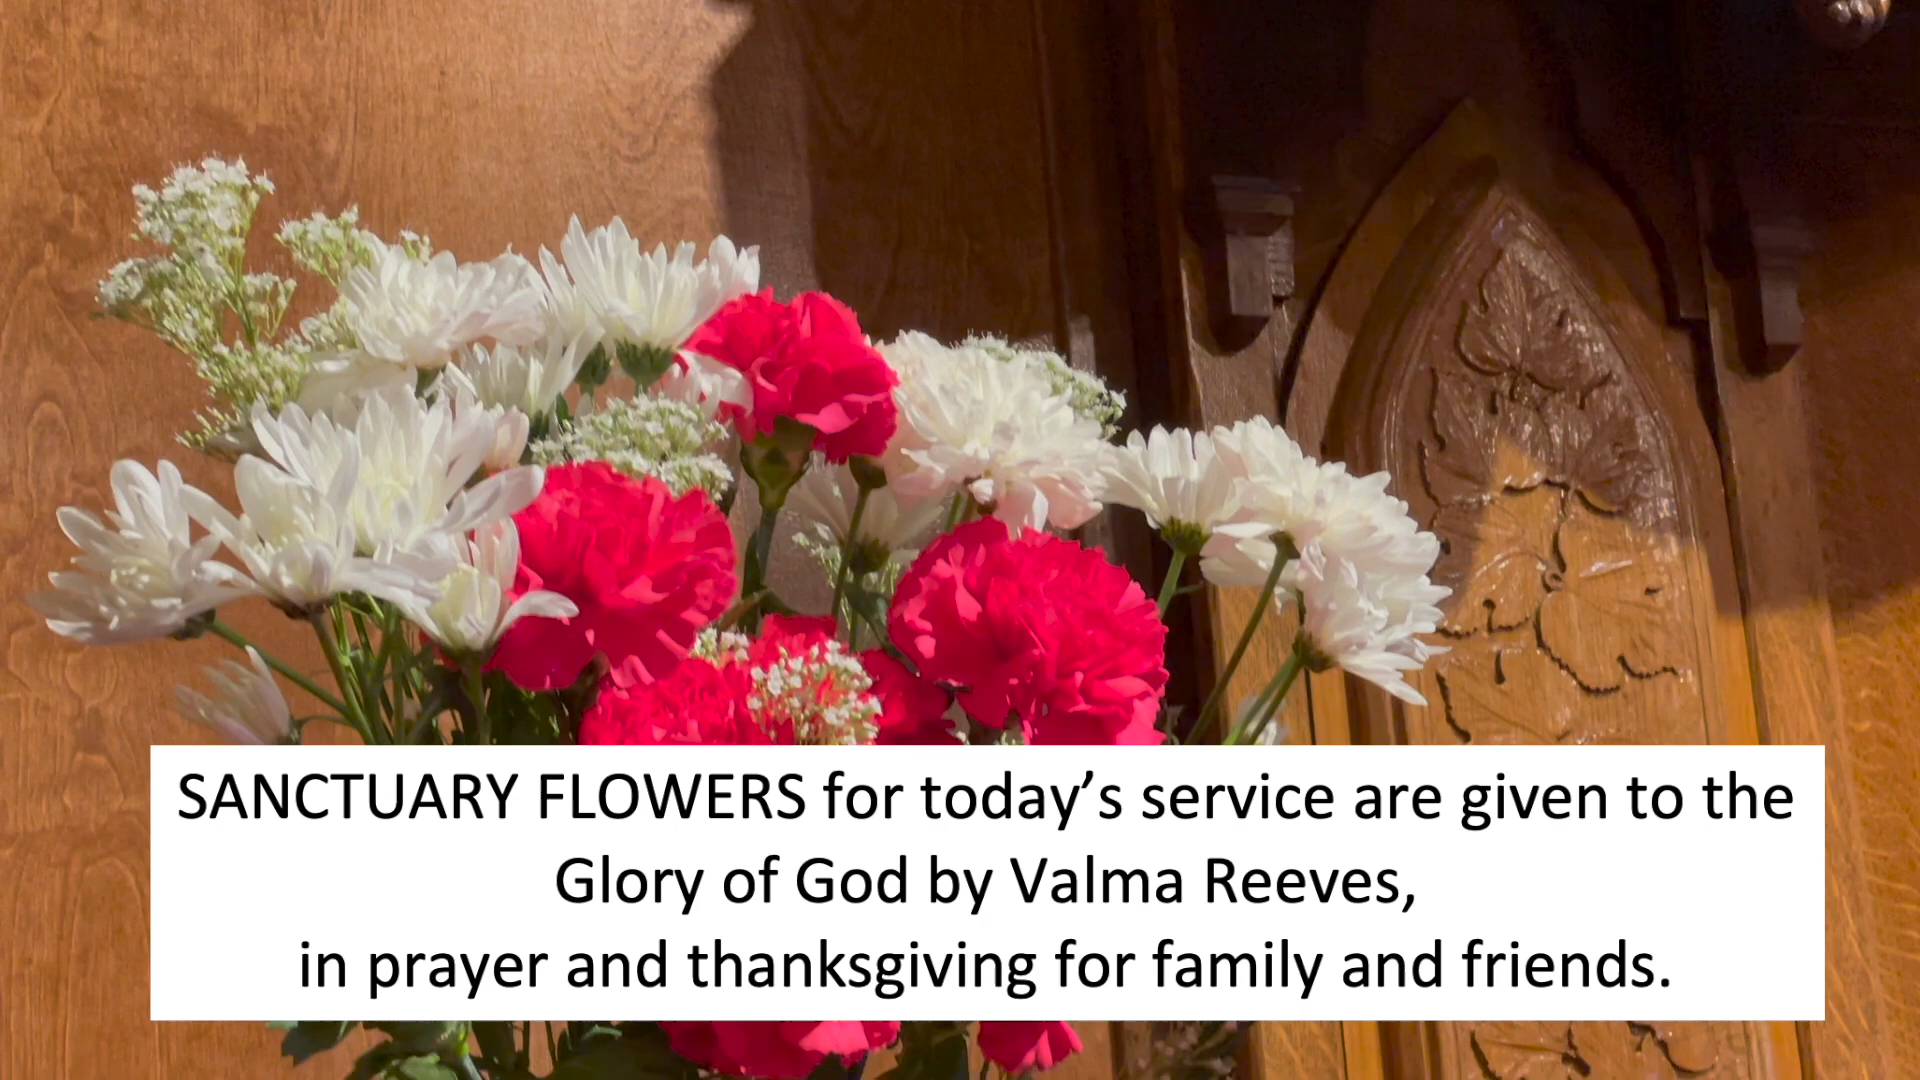 SANCTUARY FLOWERS for today’s service are given to the
Glory of God by Valma Reeves,
in prayer and thanksgiving for family and friends.